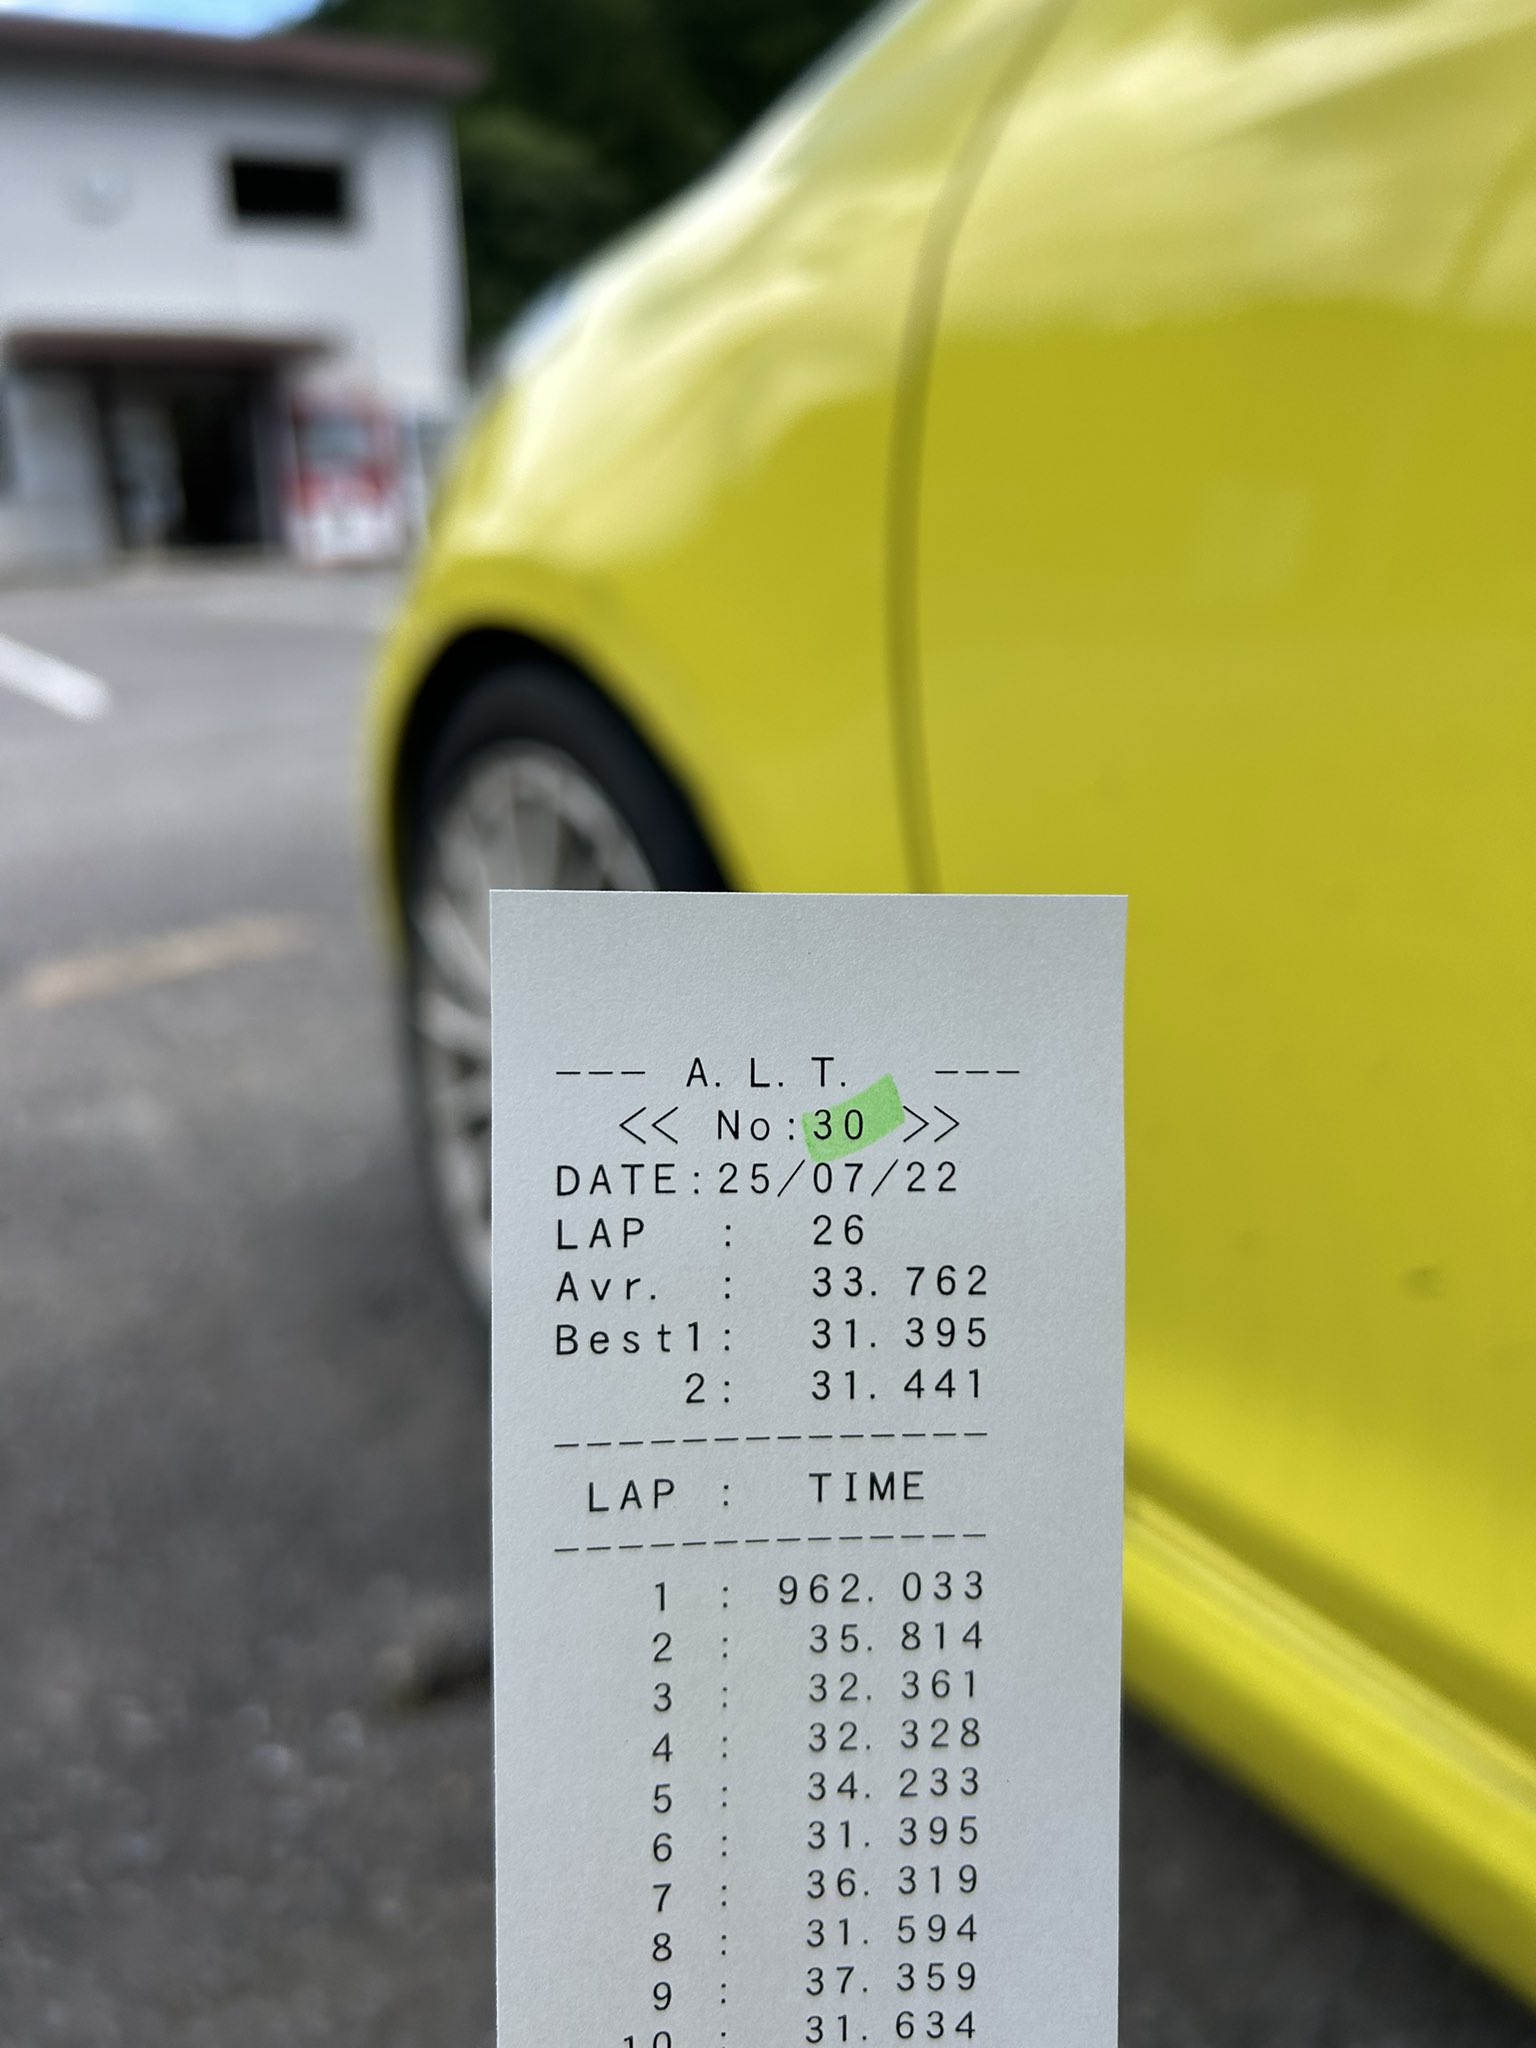 --- A. L. T. ---
<< No:30 >>
DATE:25/07/22
LAP : 26
Avr. : 33. 762
Best1: 31. 395
2: 31. 441
--------------
LAP : TIME
--------------
1 : 962. 033
2 : 35. 814
3 : 32. 361
4 : 32. 328
5 : 34. 233
6 : 31. 395
7 : 36. 319
8 : 31. 594
9 : 37. 359
10 : 31. 634